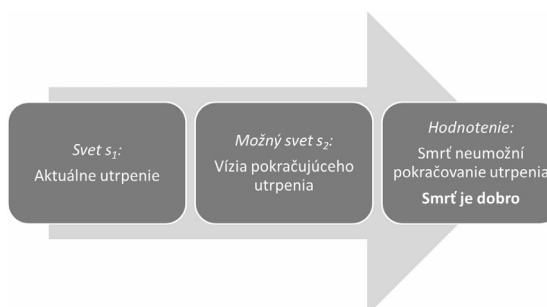 Svet s₁:
Aktuálne utrpenie
Možný svet s₂:
Vízia pokračujúceho
utrpenia
Hodnotenie:
Smrť neumožní
pokračovanie utrpenia
Smrť je dobro